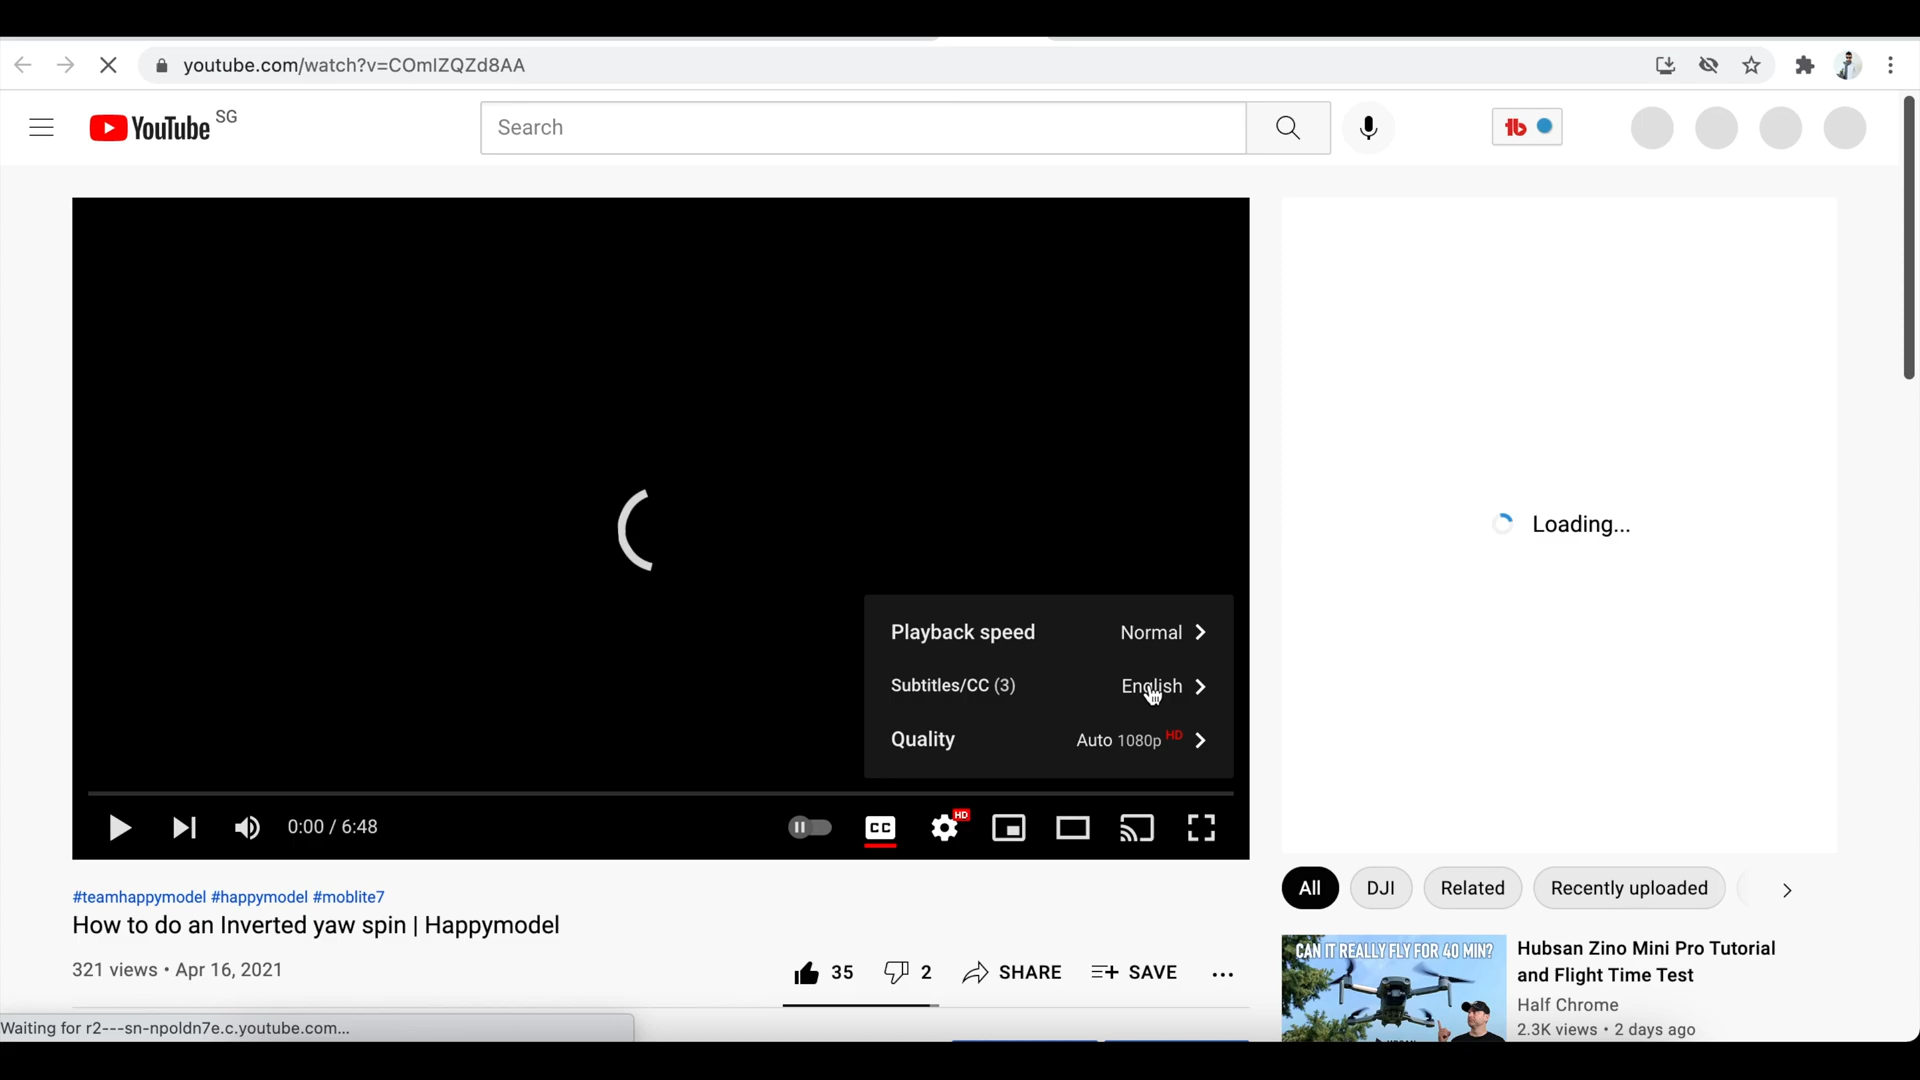 youtube.com/watch?v=COmIZQZd8AA
YouTube SG
Search
tb
Loading...
Playback speed Normal
Subtitles/CC (3) English
Quality Auto 1080p HD
0:00 / 6:48
CC
HD
#teamhappymodel #happymodel #moblite7
How to do an Inverted yaw spin | Happymodel
321 views • Apr 16, 2021
35
2
SHARE
SAVE
All
DJI
Related
Recently uploaded
CAN IT REALLY FLY FOR 40 MIN?
Hubsan Zino Mini Pro Tutorial
and Flight Time Test
Half Chrome
2.3K views • 2 days ago
Waiting for r2---sn-npoldn7e.c.youtube.com...